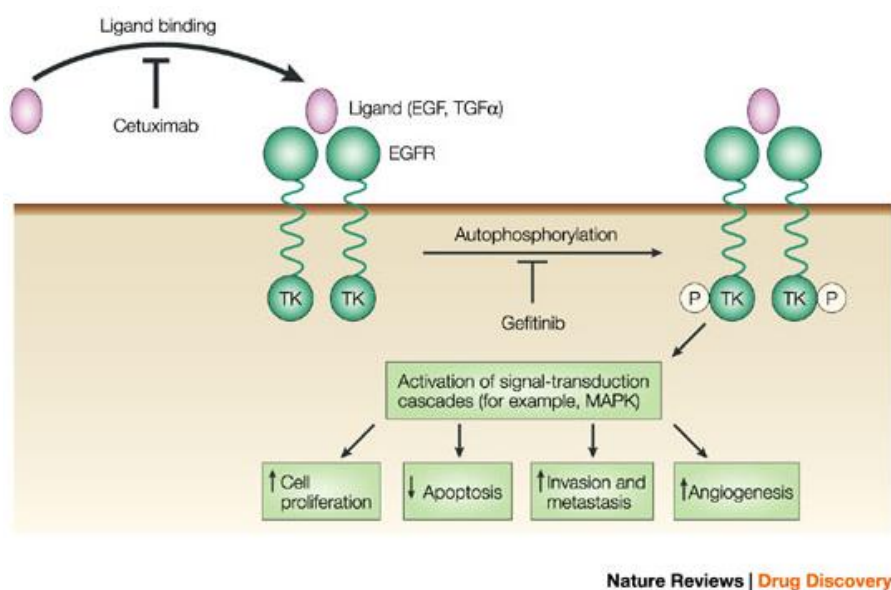 Ligand binding
Cetuximab
Ligand (EGF, TGFα)
EGFR
Autophosphorylation
TK
TK
Gefitinib
P
TK
TK
P
Activation of signal-transduction
cascades (for example, MAPK)
↑ Cell
proliferation
↓ Apoptosis
↑ Invasion and
metastasis
↑ Angiogenesis
Nature Reviews | Drug Discovery